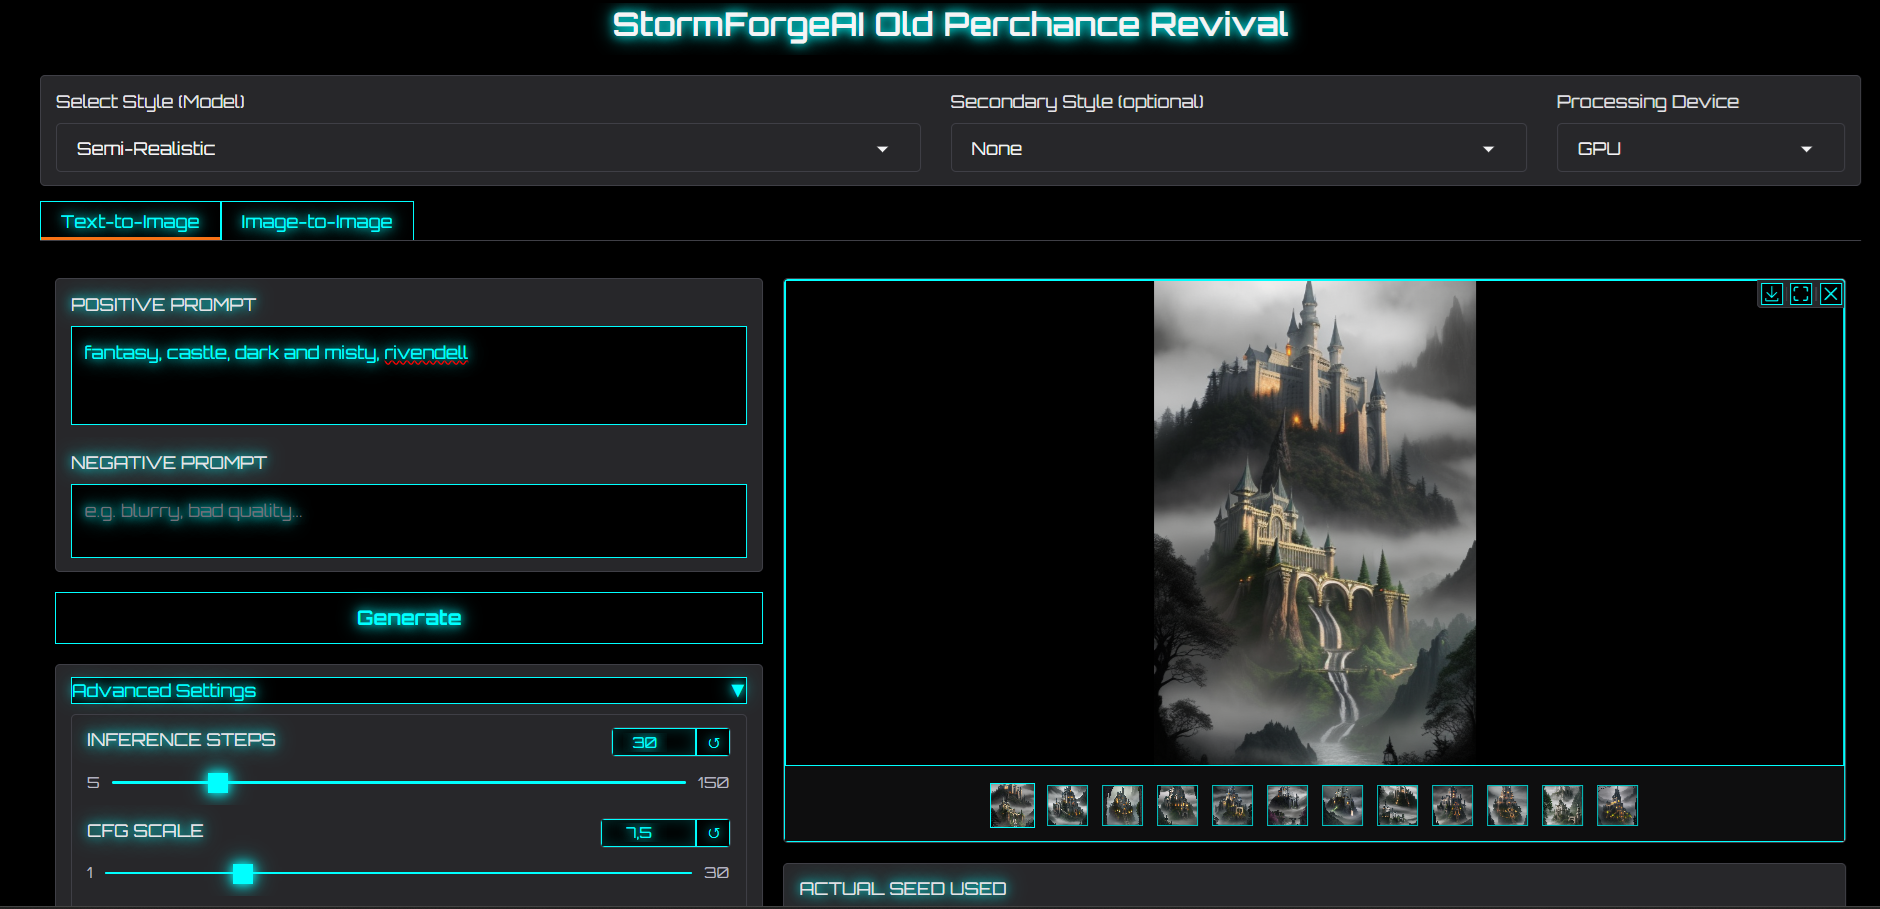 StormForgeAI Old Perchance Revival
Select Style (Model)
Secondary Style (optional)
Processing Device
Semi-Realistic
None
GPU
Text-to-Image
Image-to-Image
POSITIVE PROMPT
fantasy, castle, dark and misty, rivendell
NEGATIVE PROMPT
e.g. blurry, bad quality...
Generate
Advanced Settings ▼
INFERENCE STEPS
30 ↺
5
150
CFG SCALE
7,5 ↺
1
30
ACTUAL SEED USED